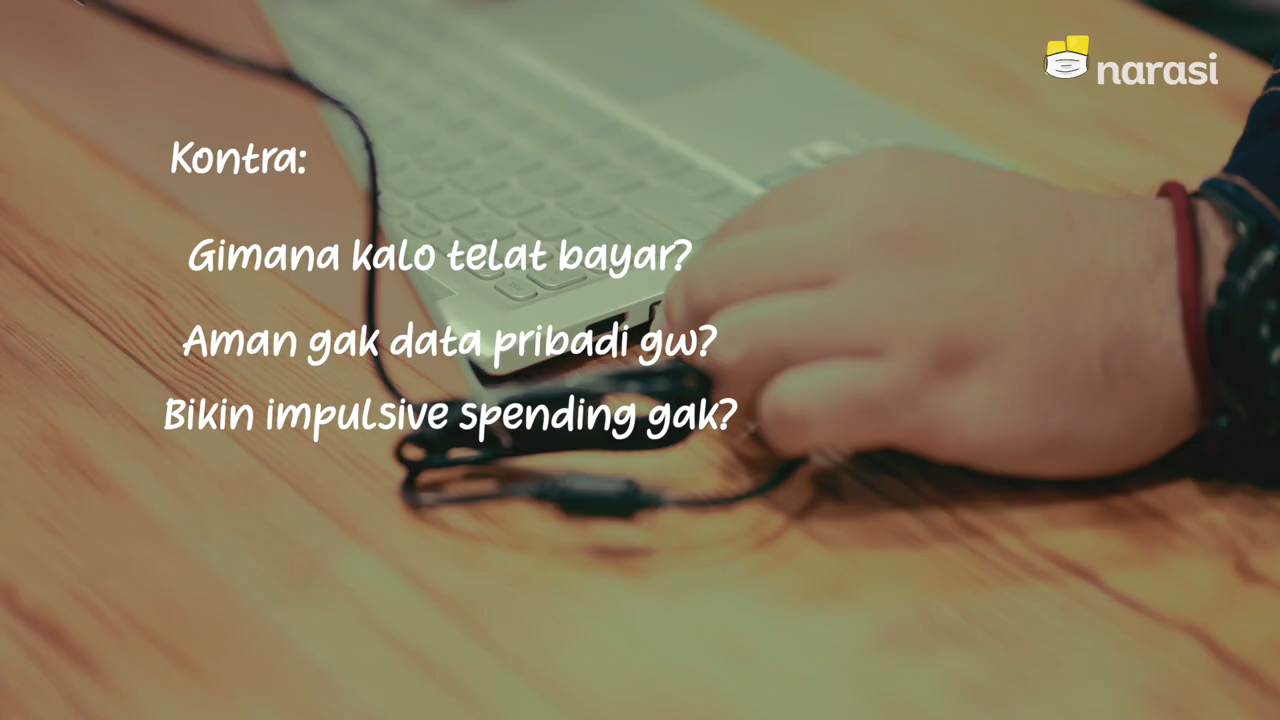 narasi
Kontra:
Gimana kalo telat bayar?
Aman gak data pribadi gw?
Bikin impulsive spending gak?